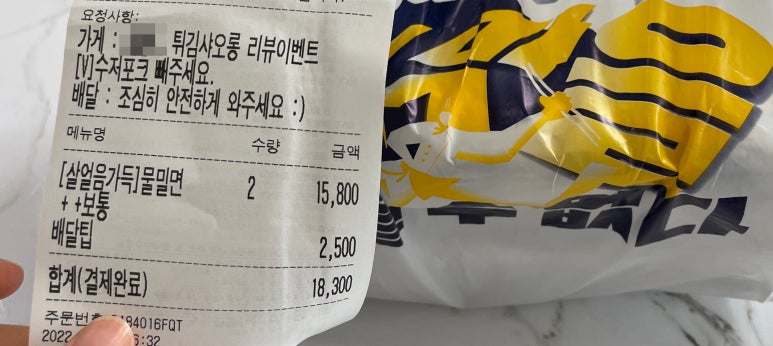 요청사항:
가게 : 튀김샤오롱 리뷰이벤트
[V]수저포크 빼주세요.
배달 : 조심히 안전하게 와주세요 :)
메뉴명 수량 금액
[살얼음가득]물밀면 2 15,800
+ +보통
배달팁 2,500
합계(결제완료) 18,300
주문번호 184016FQT
2022 6:32